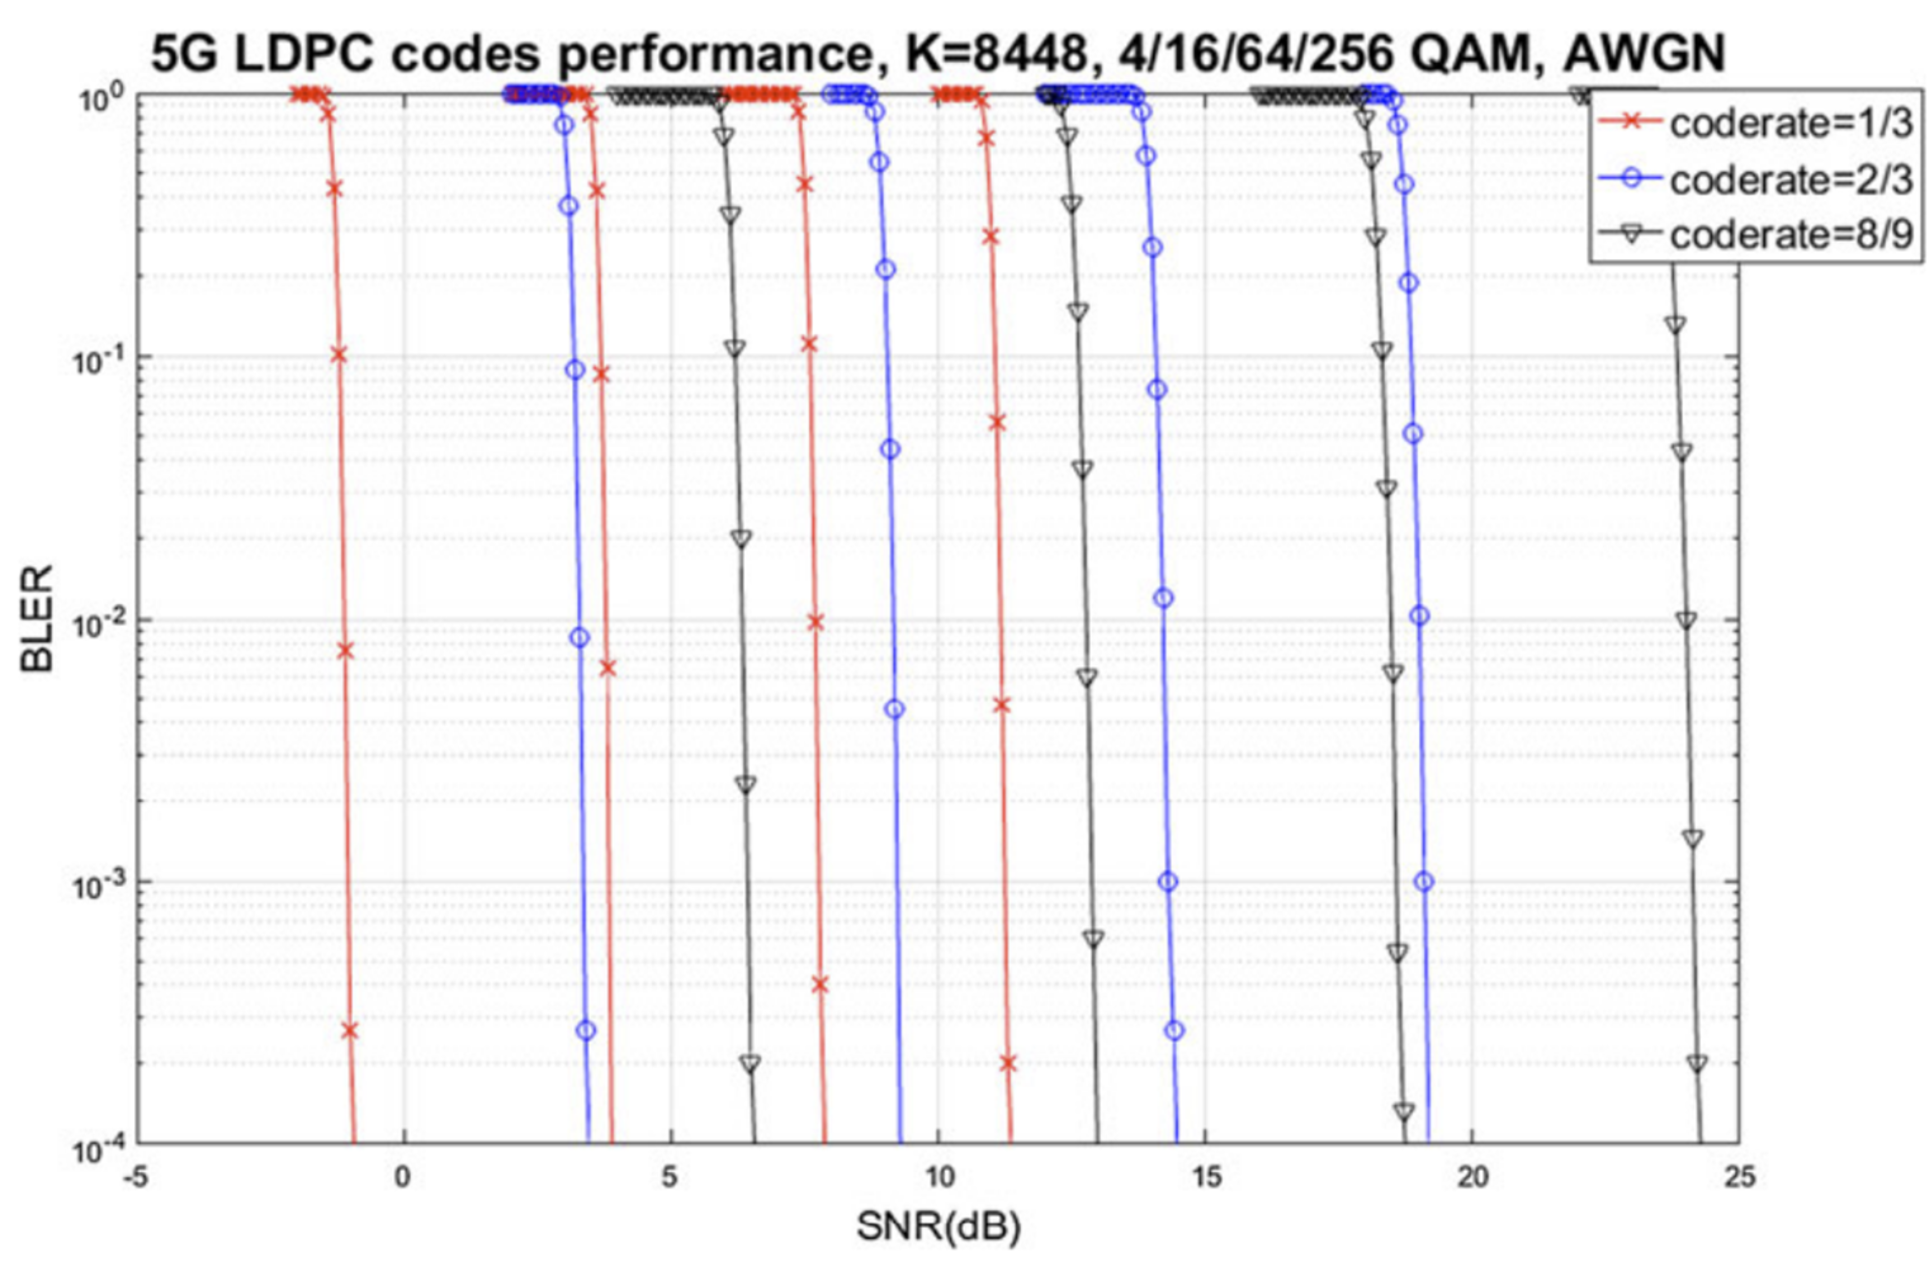 5G LDPC codes performance, K=8448, 4/16/64/256 QAM, AWGN
coderate=1/3
coderate=2/3
coderate=8/9
10^0
10^-1
10^-2
10^-3
10^-4
BLER
-5 0 5 10 15 20 25
SNR(dB)